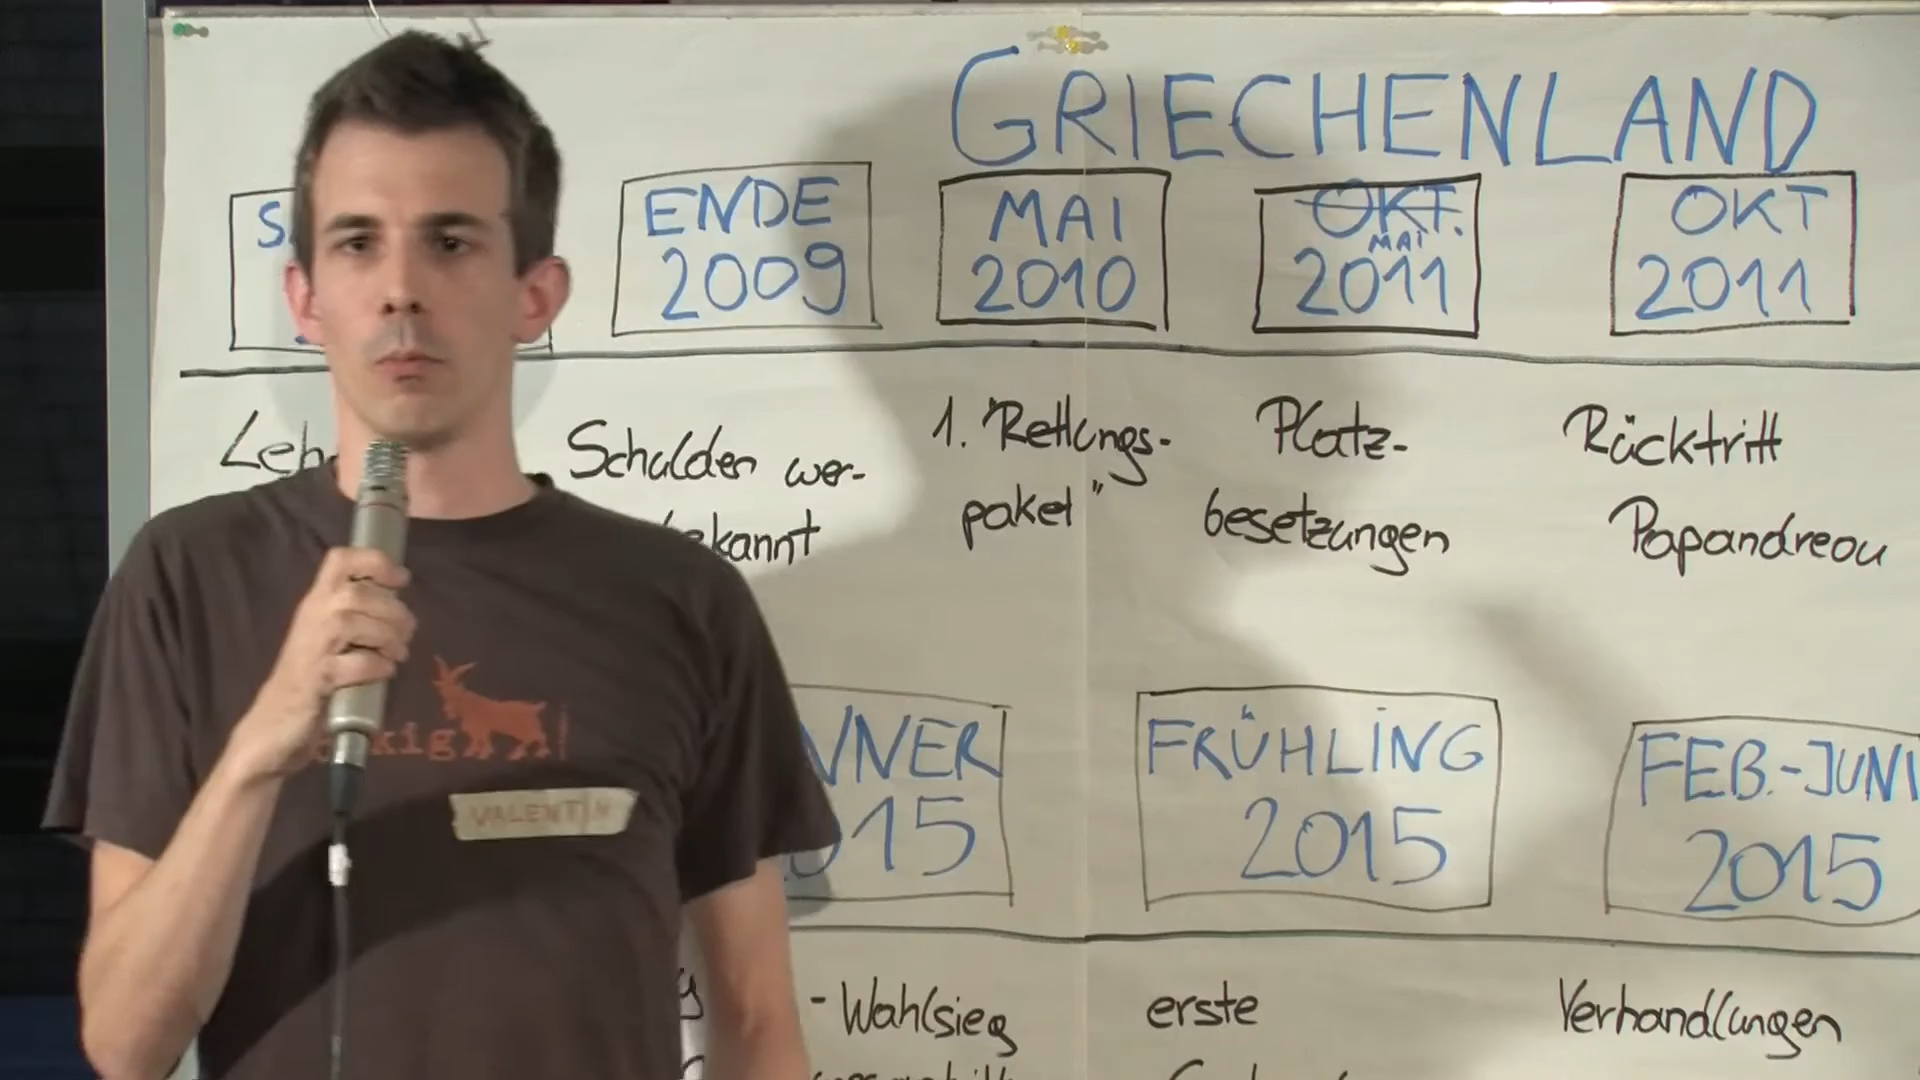 GRIECHENLAND
ENDE
2009
MAI
2010
OKT.
MAI
2011
OKT
2011
Schulden wer-
kannt
1. "Rettungs-
paket"
Platz-
besetzungen
Rücktritt
Papandreou
NNER
2015
FRÜHLING
2015
FEB.-JUNI
2015
- Wahlsieg
erste
Verhandlungen
VALENTIN